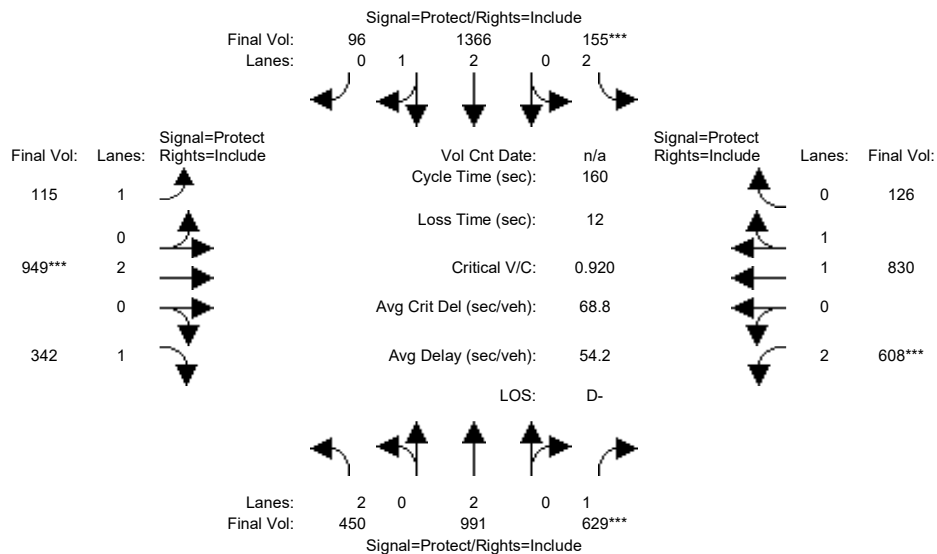 Signal=Protect/Rights=Include
Final Vol: 96 1366 155***
Lanes: 0 1 2 0 2
Signal=Protect Signal=Protect
Final Vol: Lanes: Rights=Include Vol Cnt Date: n/a Rights=Include Lanes: Final Vol:
Cycle Time (sec): 160
115 1 0 126
Loss Time (sec): 12
0 1
949*** 2 Critical V/C: 0.920 1 830
0 Avg Crit Del (sec/veh): 68.8 0
342 1 Avg Delay (sec/veh): 54.2 2 608***
LOS: D-
Lanes: 2 0 2 0 1
Final Vol: 450 991 629***
Signal=Protect/Rights=Include